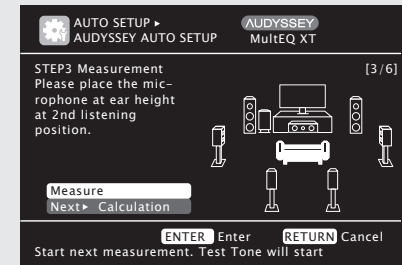 AUTO SETUP ▸
AUDYSSEY AUTO SETUP
AUDYSSEY
MultEQ XT
STEP3 Measurement
[3/6]
Please place the mic-
rophone at ear height
at 2nd listening
position.
Measure
Next▸ Calculation
ENTER Enter
RETURN Cancel
Start next measurement. Test Tone will start